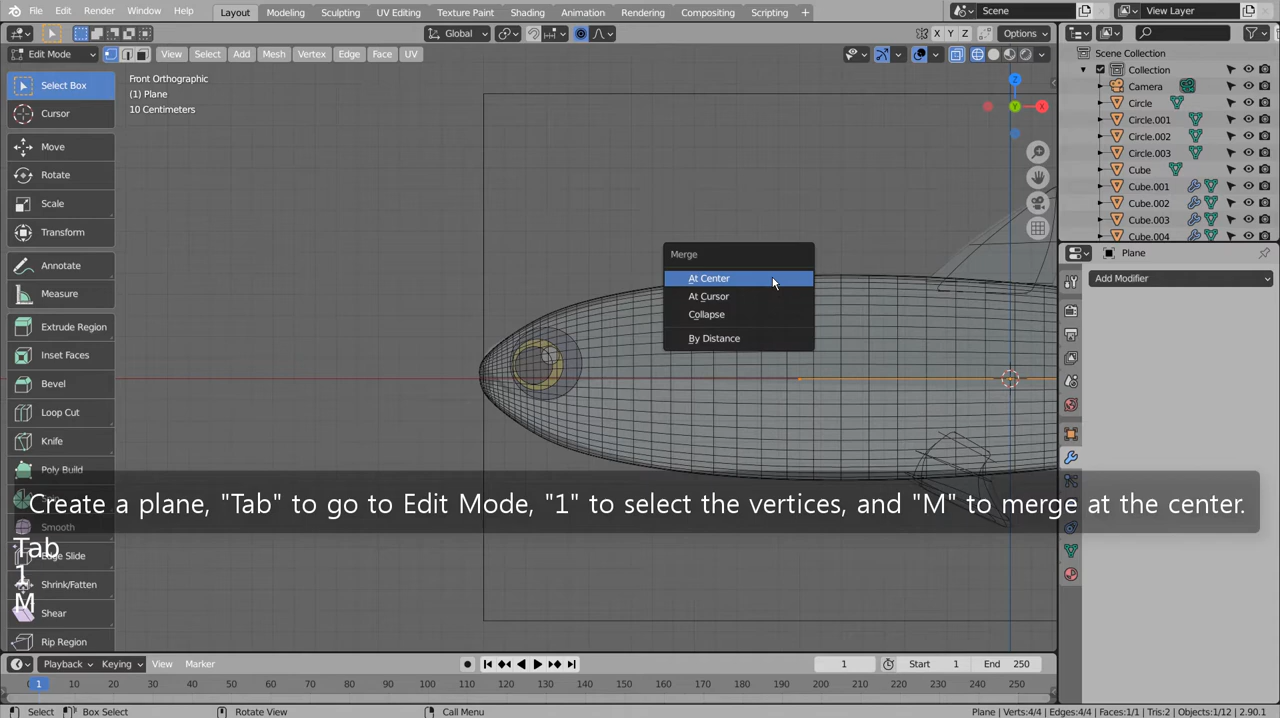 File Edit Render Window Help
Layout Modeling Sculpting UV Editing Texture Paint Shading Animation Rendering Compositing Scripting +
Scene
View Layer
Global
X Y Z
Options
Edit Mode
View Select Add Mesh Vertex Edge Face UV
Select Box
Cursor
Move
Rotate
Scale
Transform
Annotate
Measure
Extrude Region
Inset Faces
Bevel
Loop Cut
Knife
Poly Build
Smooth
Edge Slide
Shrink/Fatten
Shear
Rip Region
Front Orthographic
(1) Plane
10 Centimeters
Z
Y
X
Merge
At Center
At Cursor
Collapse
By Distance
Create a plane, "Tab" to go to Edit Mode, "1" to select the vertices, and "M" to merge at the center.
Tab
1
M
Scene Collection
Collection
Camera
Circle
Circle.001
Circle.002
Circle.003
Cube
Cube.001
Cube.002
Cube.003
Cube.004
Plane
Add Modifier
Playback Keying View Marker
1
Start 1
End 250
1 10 20 30 40 50 60 70 80 90 100 110 120 130 140 150 160 170 180 190 200 210 220 230 240 250
Select Box Select Rotate View Call Menu
Plane | Verts:4/4 | Edges:4/4 | Faces:1/1 | Tris:2 | Objects:1/12 | 2.90.1